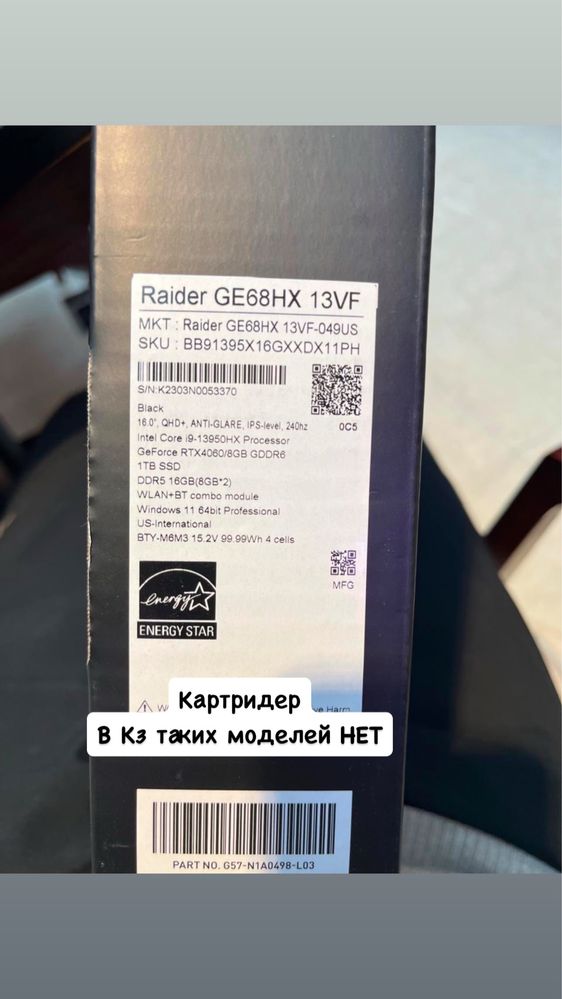 Raider GE68HX 13VF
MKT : Raider GE68HX 13VF-049US
SKU : BB91395X16GXXDX11PH
S/N:K2303N0053370
0C5
Black
16.0", QHD+, ANTI-GLARE, IPS-level, 240hz
Intel Core i9-13950HX Processor
GeForce RTX4060/8GB GDDR6
1TB SSD
DDR5 16GB(8GB*2)
WLAN+BT combo module
Windows 11 64bit Professional
US-International
BTY-M6M3 15.2V 99.99Wh 4 cells
MFG
energy
ENERGY STAR
Harm
Картридер
В Кз таких моделей НЕТ
PART NO. G57-N1A0498-L03